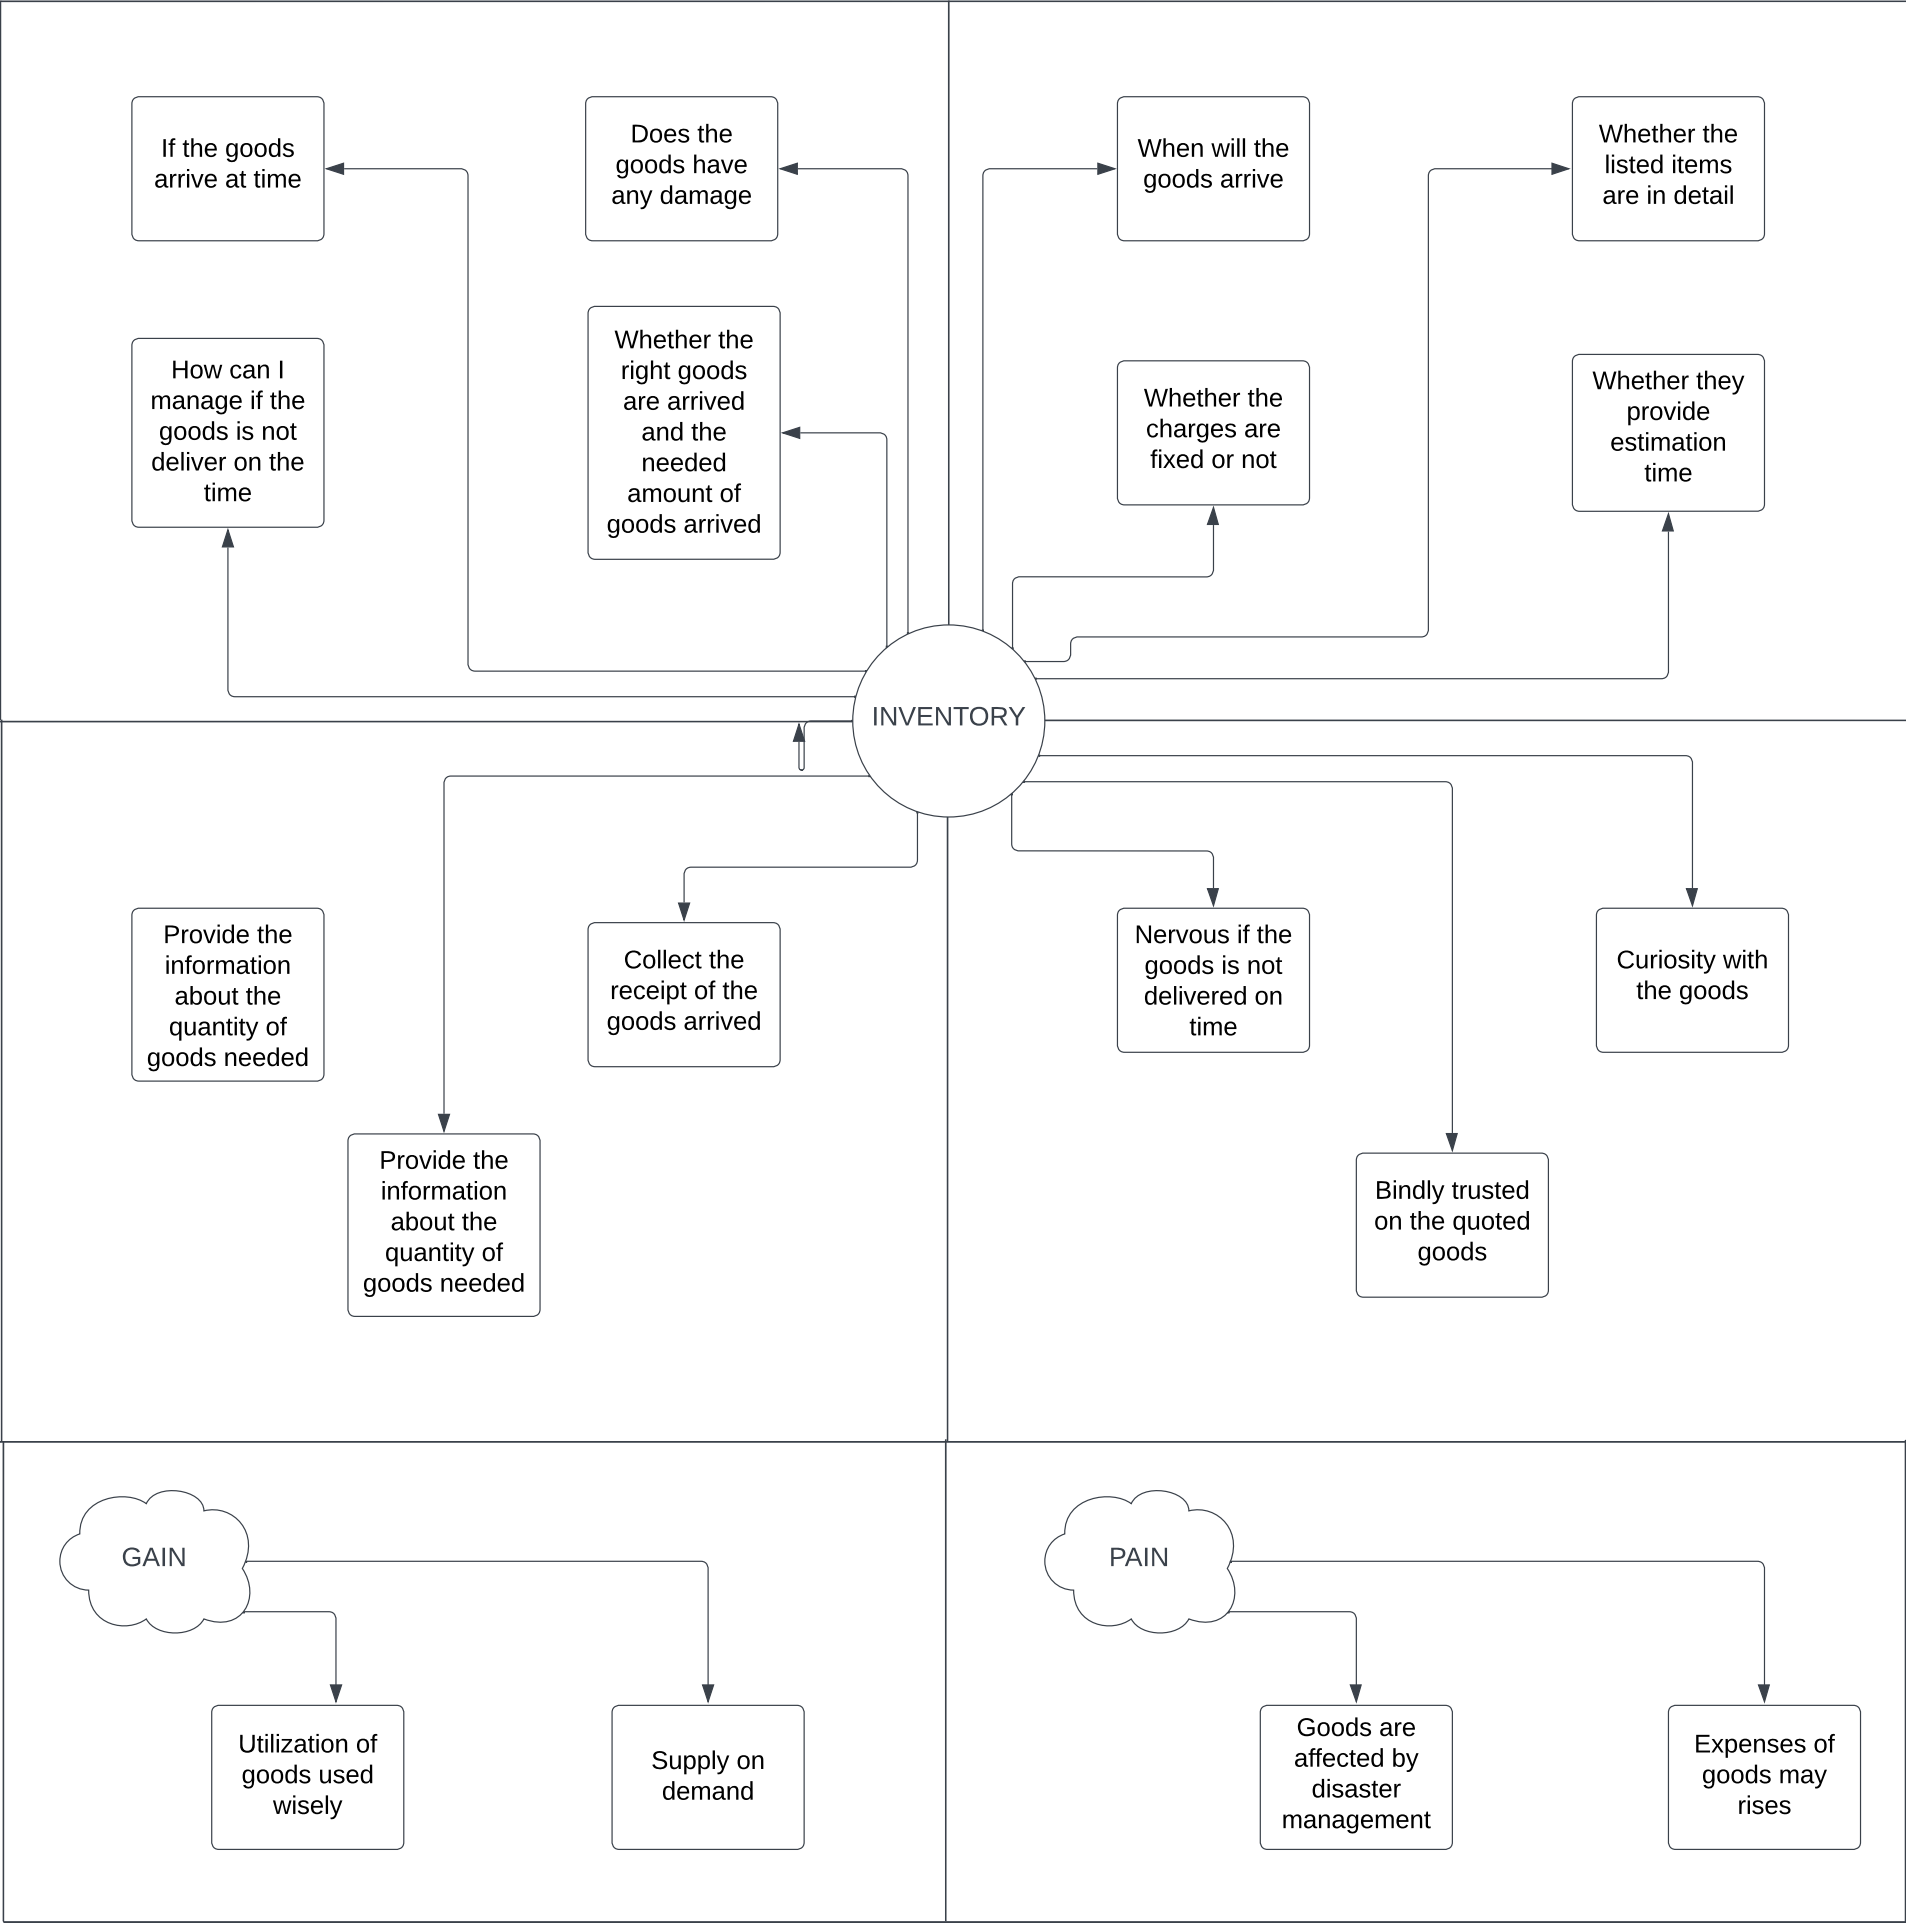 If the goods
arrive at time
Does the
goods have
any damage
When will the
goods arrive
Whether the
listed items
are in detail
How can I
manage if the
goods is not
deliver on the
time
Whether the
right goods
are arrived
and the
needed
amount of
goods arrived
Whether the
charges are
fixed or not
Whether they
provide
estimation
time
INVENTORY
Provide the
information
about the
quantity of
goods needed
Collect the
receipt of the
goods arrived
Nervous if the
goods is not
delivered on
time
Curiosity with
the goods
Provide the
information
about the
quantity of
goods needed
Bindly trusted
on the quoted
goods
GAIN
PAIN
Utilization of
goods used
wisely
Supply on
demand
Goods are
affected by
disaster
management
Expenses of
goods may
rises